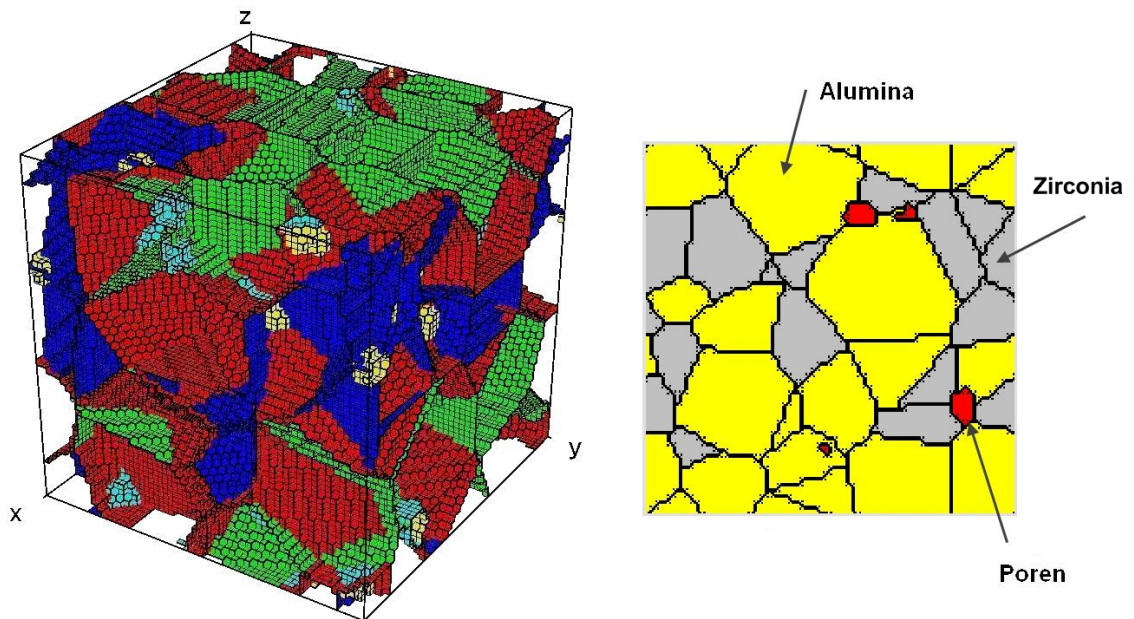 z
x
y
Alumina
Zirconia
Poren